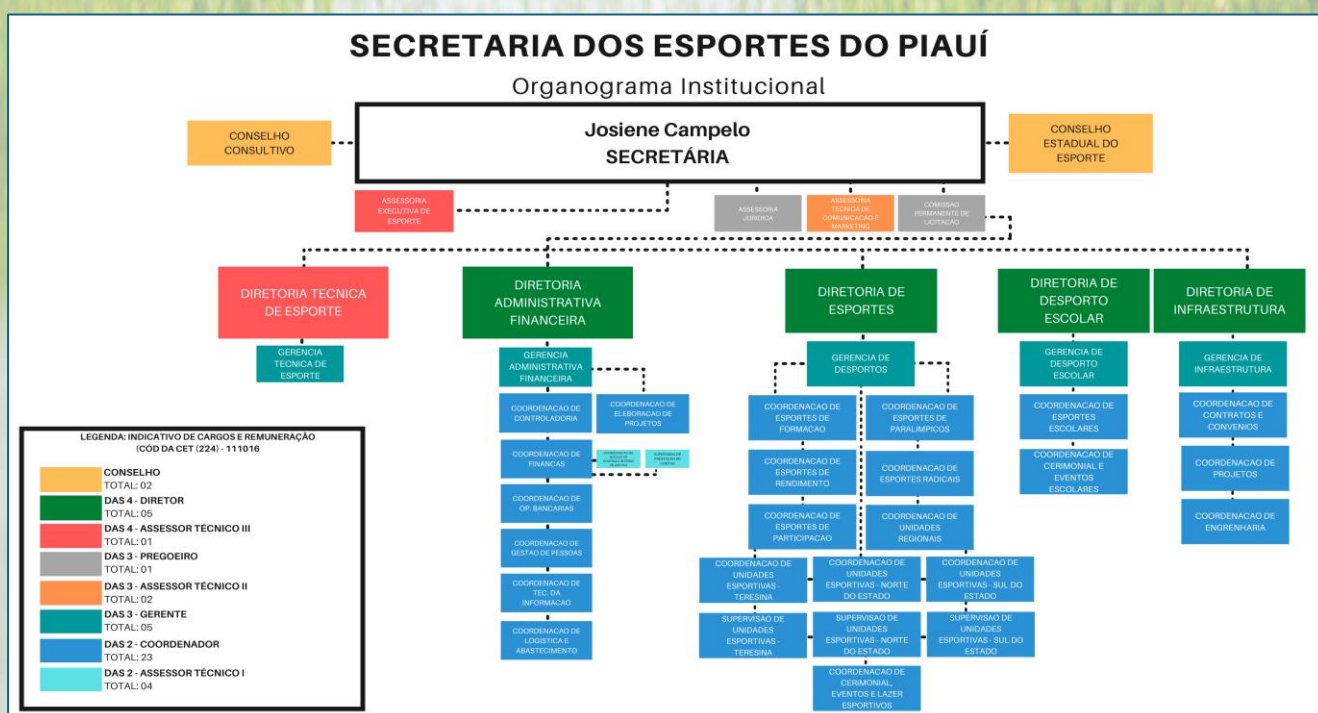 SECRETARIA DOS ESPORTES DO PIAUÍ
Organograma Institucional
CONSELHO
CONSULTIVO
Josiene Campelo
SECRETÁRIA
CONSELHO
ESTADUAL DO
ESPORTE
ASSESSORIA
EXECUTIVA DE
ESPORTE
ASSESSORIA
JURIDICA
ASSESSORIA
TECNICA DE
COMUNICACAO E
MARKETING
COMISSAO
PERMANENTE DE
LICITACAO
DIRETORIA TECNICA
DE ESPORTE
DIRETORIA
ADMINISTRATIVA
FINANCEIRA
DIRETORIA DE
ESPORTES
DIRETORIA DE
DESPORTO
ESCOLAR
DIRETORIA DE
INFRAESTRUTURA
GERENCIA
TECNICA DE
ESPORTE
GERENCIA
ADMINISTRATIVA
FINANCEIRA
GERENCIA DE
DESPORTOS
GERENCIA DE
DESPORTO
ESCOLAR
GERENCIA DE
INFRAESTRUTURA
COORDENACAO DE
CONTROLADORIA
COORDENACAO DE
ELEBORACAO DE
PROJETOS
COORDENACAO DE
FINANCAS
SUPERVISAO DE
PRESTACAO DE
CONTAS
COORDENACAO DE
OP. BANCARIAS
COORDENACAO DE
GESTAO DE PESSOAS
COORDENACAO DE
TEC. DA
INFORMACAO
COORDENACAO DE
LOGISTICA E
ABASTECIMENTO
COORDENACAO DE
ESPORTES DE
FORMACAO
COORDENACAO DE
ESPORTES DE
PARALIMPICOS
COORDENACAO DE
ESPORTES DE
RENDIMENTO
COORDENACAO DE
ESPORTES RADICAIS
COORDENACAO DE
ESPORTES DE
PARTICIPACAO
COORDENACAO DE
UNIDADES
REGIONAIS
COORDENACAO DE
UNIDADES
ESPORTIVAS -
TERESINA
COORDENACAO DE
UNIDADES
ESPORTIVAS - NORTE
DO ESTADO
COORDENACAO DE
UNIDADES
ESPORTIVAS - SUL DO
ESTADO
SUPERVISAO DE
UNIDADES
ESPORTIVAS -
TERESINA
SUPERVISAO DE
UNIDADES
ESPORTIVAS - NORTE
DO ESTADO
SUPERVISAO DE
UNIDADES
ESPORTIVAS - SUL DO
ESTADO
COORDENACAO DE
CERIMONIAL,
EVENTOS E LAZER
ESPORTIVOS
COORDENACAO DE
ESPORTES
ESCOLARES
COORDENACAO DE
CERIMONIAL E
EVENTOS
ESCOLARES
COORDENACAO DE
CONTRATOS E
CONVENIOS
COORDENACAO DE
PROJETOS
COORDENACAO DE
ENGRENHARIA
LEGENDA: INDICATIVO DE CARGOS E REMUNERAÇÃO
(CÓD DA CET (224) - 111016
CONSELHO
TOTAL: 02
DAS 4 - DIRETOR
TOTAL: 05
DAS 4 - ASSESSOR TÉCNICO III
TOTAL: 01
DAS 3 - PREGOEIRO
TOTAL: 01
DAS 3 - ASSESSOR TÉCNICO II
TOTAL: 02
DAS 3 - GERENTE
TOTAL: 05
DAS 2 - COORDENADOR
TOTAL: 23
DAS 2 - ASSESSOR TÉCNICO I
TOTAL: 04